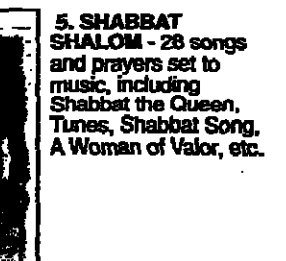 5. SHABBAT
SHALOM - 28 songs
and prayers set to
music, including
Shabbat the Queen,
Tunes, Shabbat Song,
A Woman of Valor, etc.